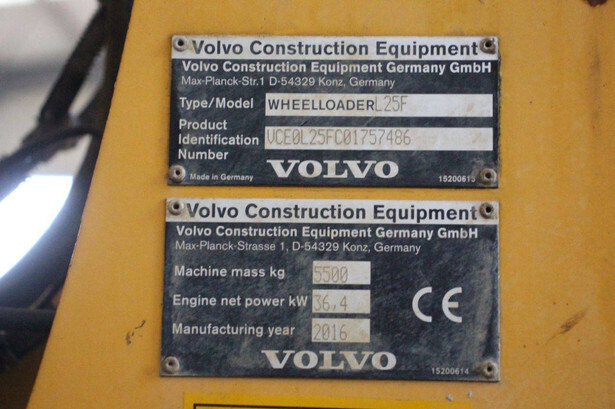 Volvo Construction Equipment
Volvo Construction Equipment Germany GmbH
Max-Planck-Str.1 D-54329 Konz, Germany
Type/Model WHEELLOADER L25F
Product
Identification VCE0L25FC01757486
Number
VOLVO
Made in Germany 15200613
Volvo Construction Equipment
Volvo Construction Equipment Germany GmbH
Max-Planck-Strasse 1, D-54329 Konz, Germany
Machine mass kg 5500
Engine net power kW 36,4
CE
Manufacturing year 2016
VOLVO
15200614